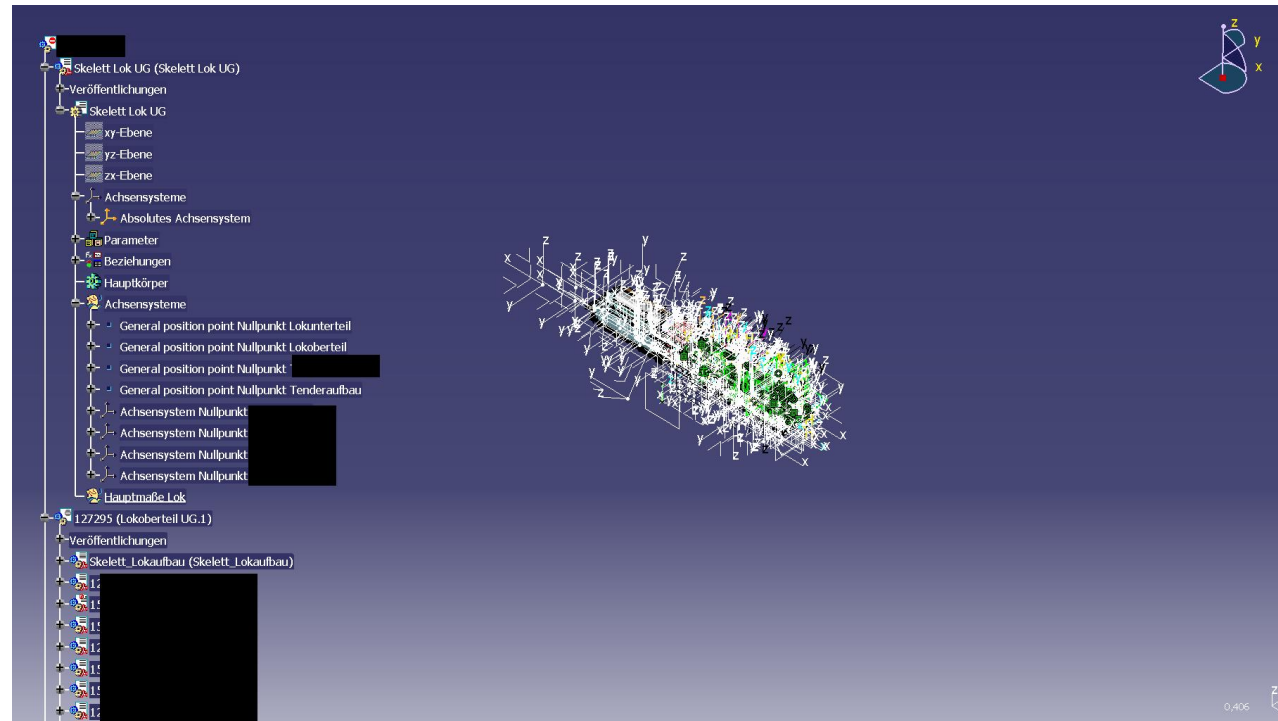 Skelett Lok UG (Skelett Lok UG)
Veröffentlichungen
Skelett Lok UG
xy-Ebene
yz-Ebene
zx-Ebene
Achsensysteme
Absolutes Achsensystem
Parameter
Beziehungen
Hauptkörper
Achsensysteme
General position point Nullpunkt Lokunterteil
General position point Nullpunkt Lokoberteil
General position point Nullpunkt
General position point Nullpunkt Tenderaufbau
Achsensystem Nullpunkt
Achsensystem Nullpunkt
Achsensystem Nullpunkt
Achsensystem Nullpunkt
Hauptmaße Lok
127295 (Lokoberteil UG.1)
Veröffentlichungen
Skelett_Lokaufbau (Skelett_Lokaufbau)
z
y
x
0,406